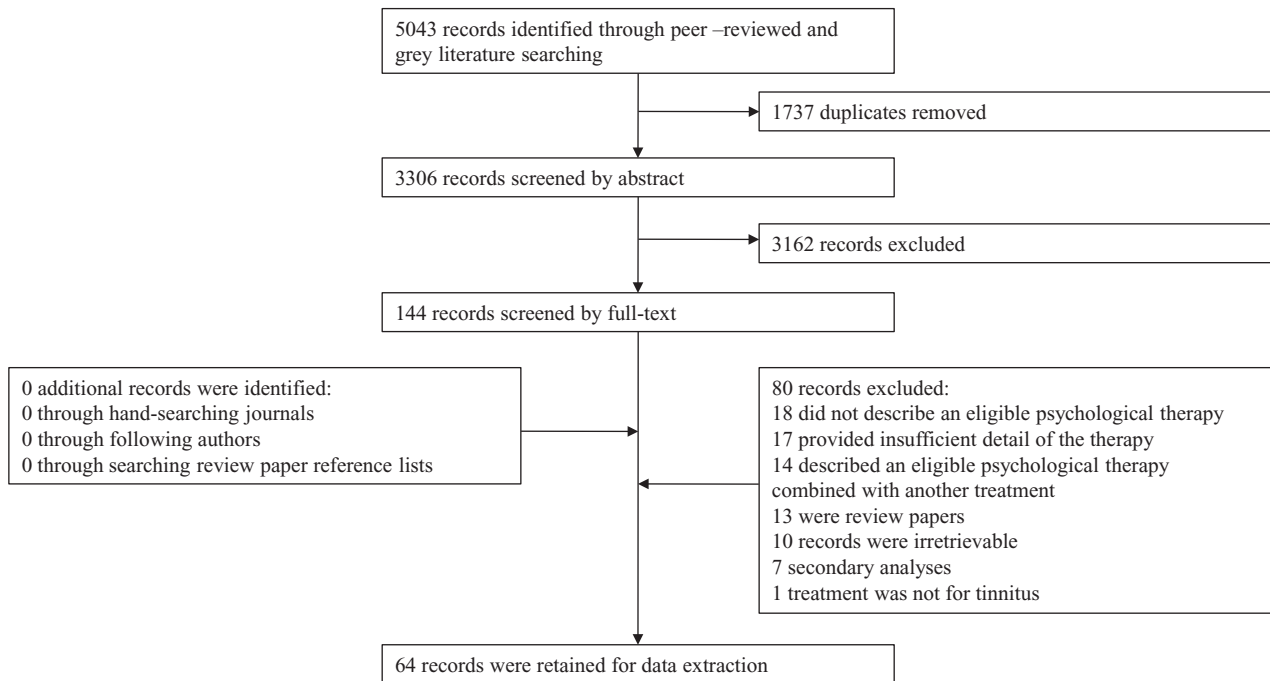 5043 records identified through peer –reviewed and
grey literature searching
1737 duplicates removed
3306 records screened by abstract
3162 records excluded
144 records screened by full-text
0 additional records were identified:
0 through hand-searching journals
0 through following authors
0 through searching review paper reference lists
80 records excluded:
18 did not describe an eligible psychological therapy
17 provided insufficient detail of the therapy
14 described an eligible psychological therapy
combined with another treatment
13 were review papers
10 records were irretrievable
7 secondary analyses
1 treatment was not for tinnitus
64 records were retained for data extraction